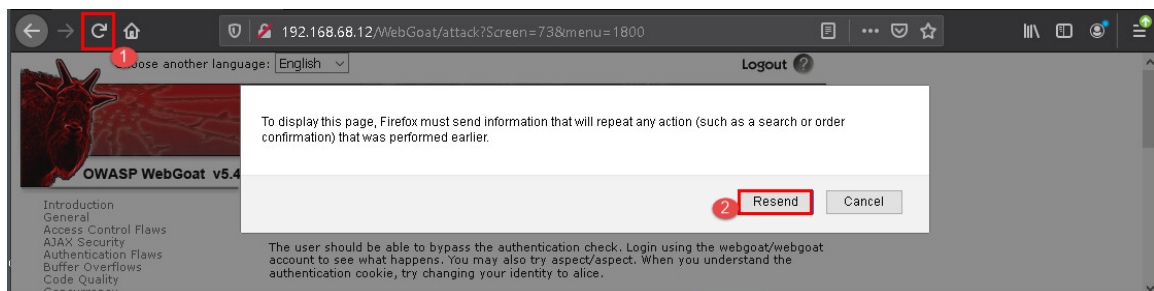 192.168.68.12/WebGoat/attack?Screen=73&menu=1800
1
ose another language: English
Logout ?
To display this page, Firefox must send information that will repeat any action (such as a search or order
confirmation) that was performed earlier.
OWASP WebGoat v5.4
2
Resend
Cancel
Introduction
General
Access Control Flaws
AJAX Security
Authentication Flaws
Buffer Overflows
Code Quality
The user should be able to bypass the authentication check. Login using the webgoat/webgoat
account to see what happens. You may also try aspect/aspect. When you understand the
authentication cookie, try changing your identity to alice.